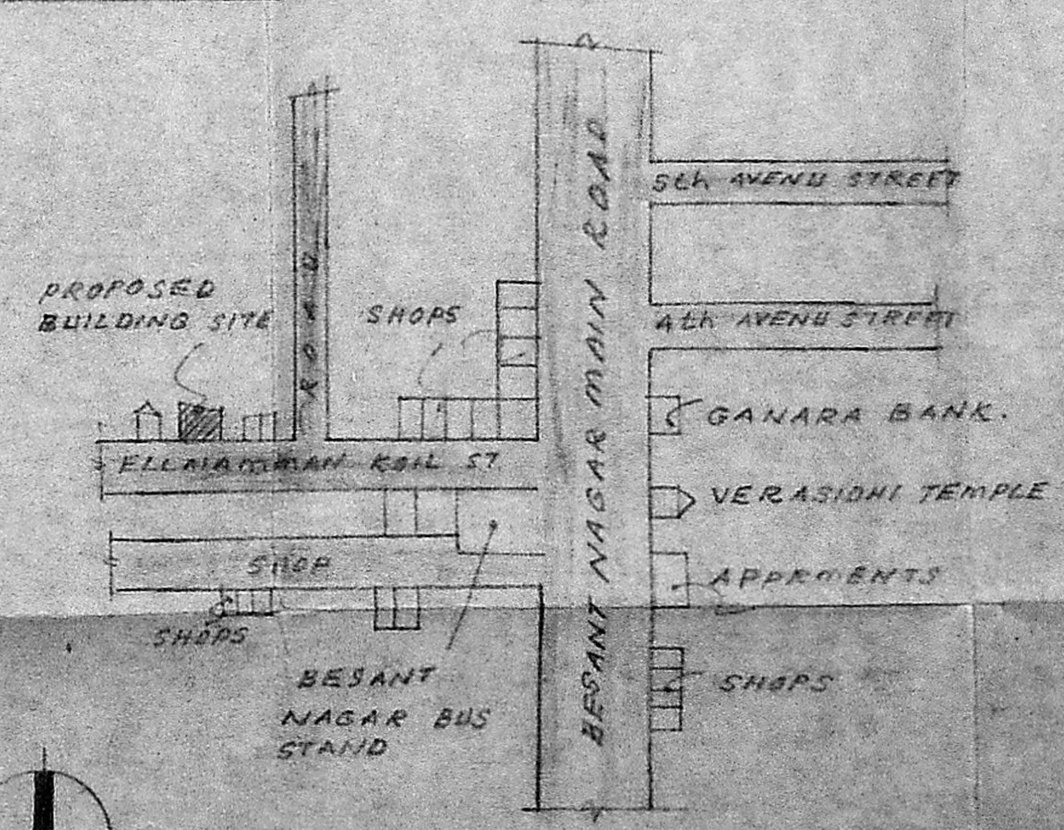 5th AVENU STREET
PROPOSED
BUILDING SITE
ROAD
SHOPS
4th AVENU STREET
BESANT NAGAR MAIN ROAD
GANARA BANK.
ELLAIAMMAN KOIL ST
VERASIDHI TEMPLE
SHOP
APPRMENTS
SHOPS
BESANT
NAGAR BUS
STAND
SHOPS